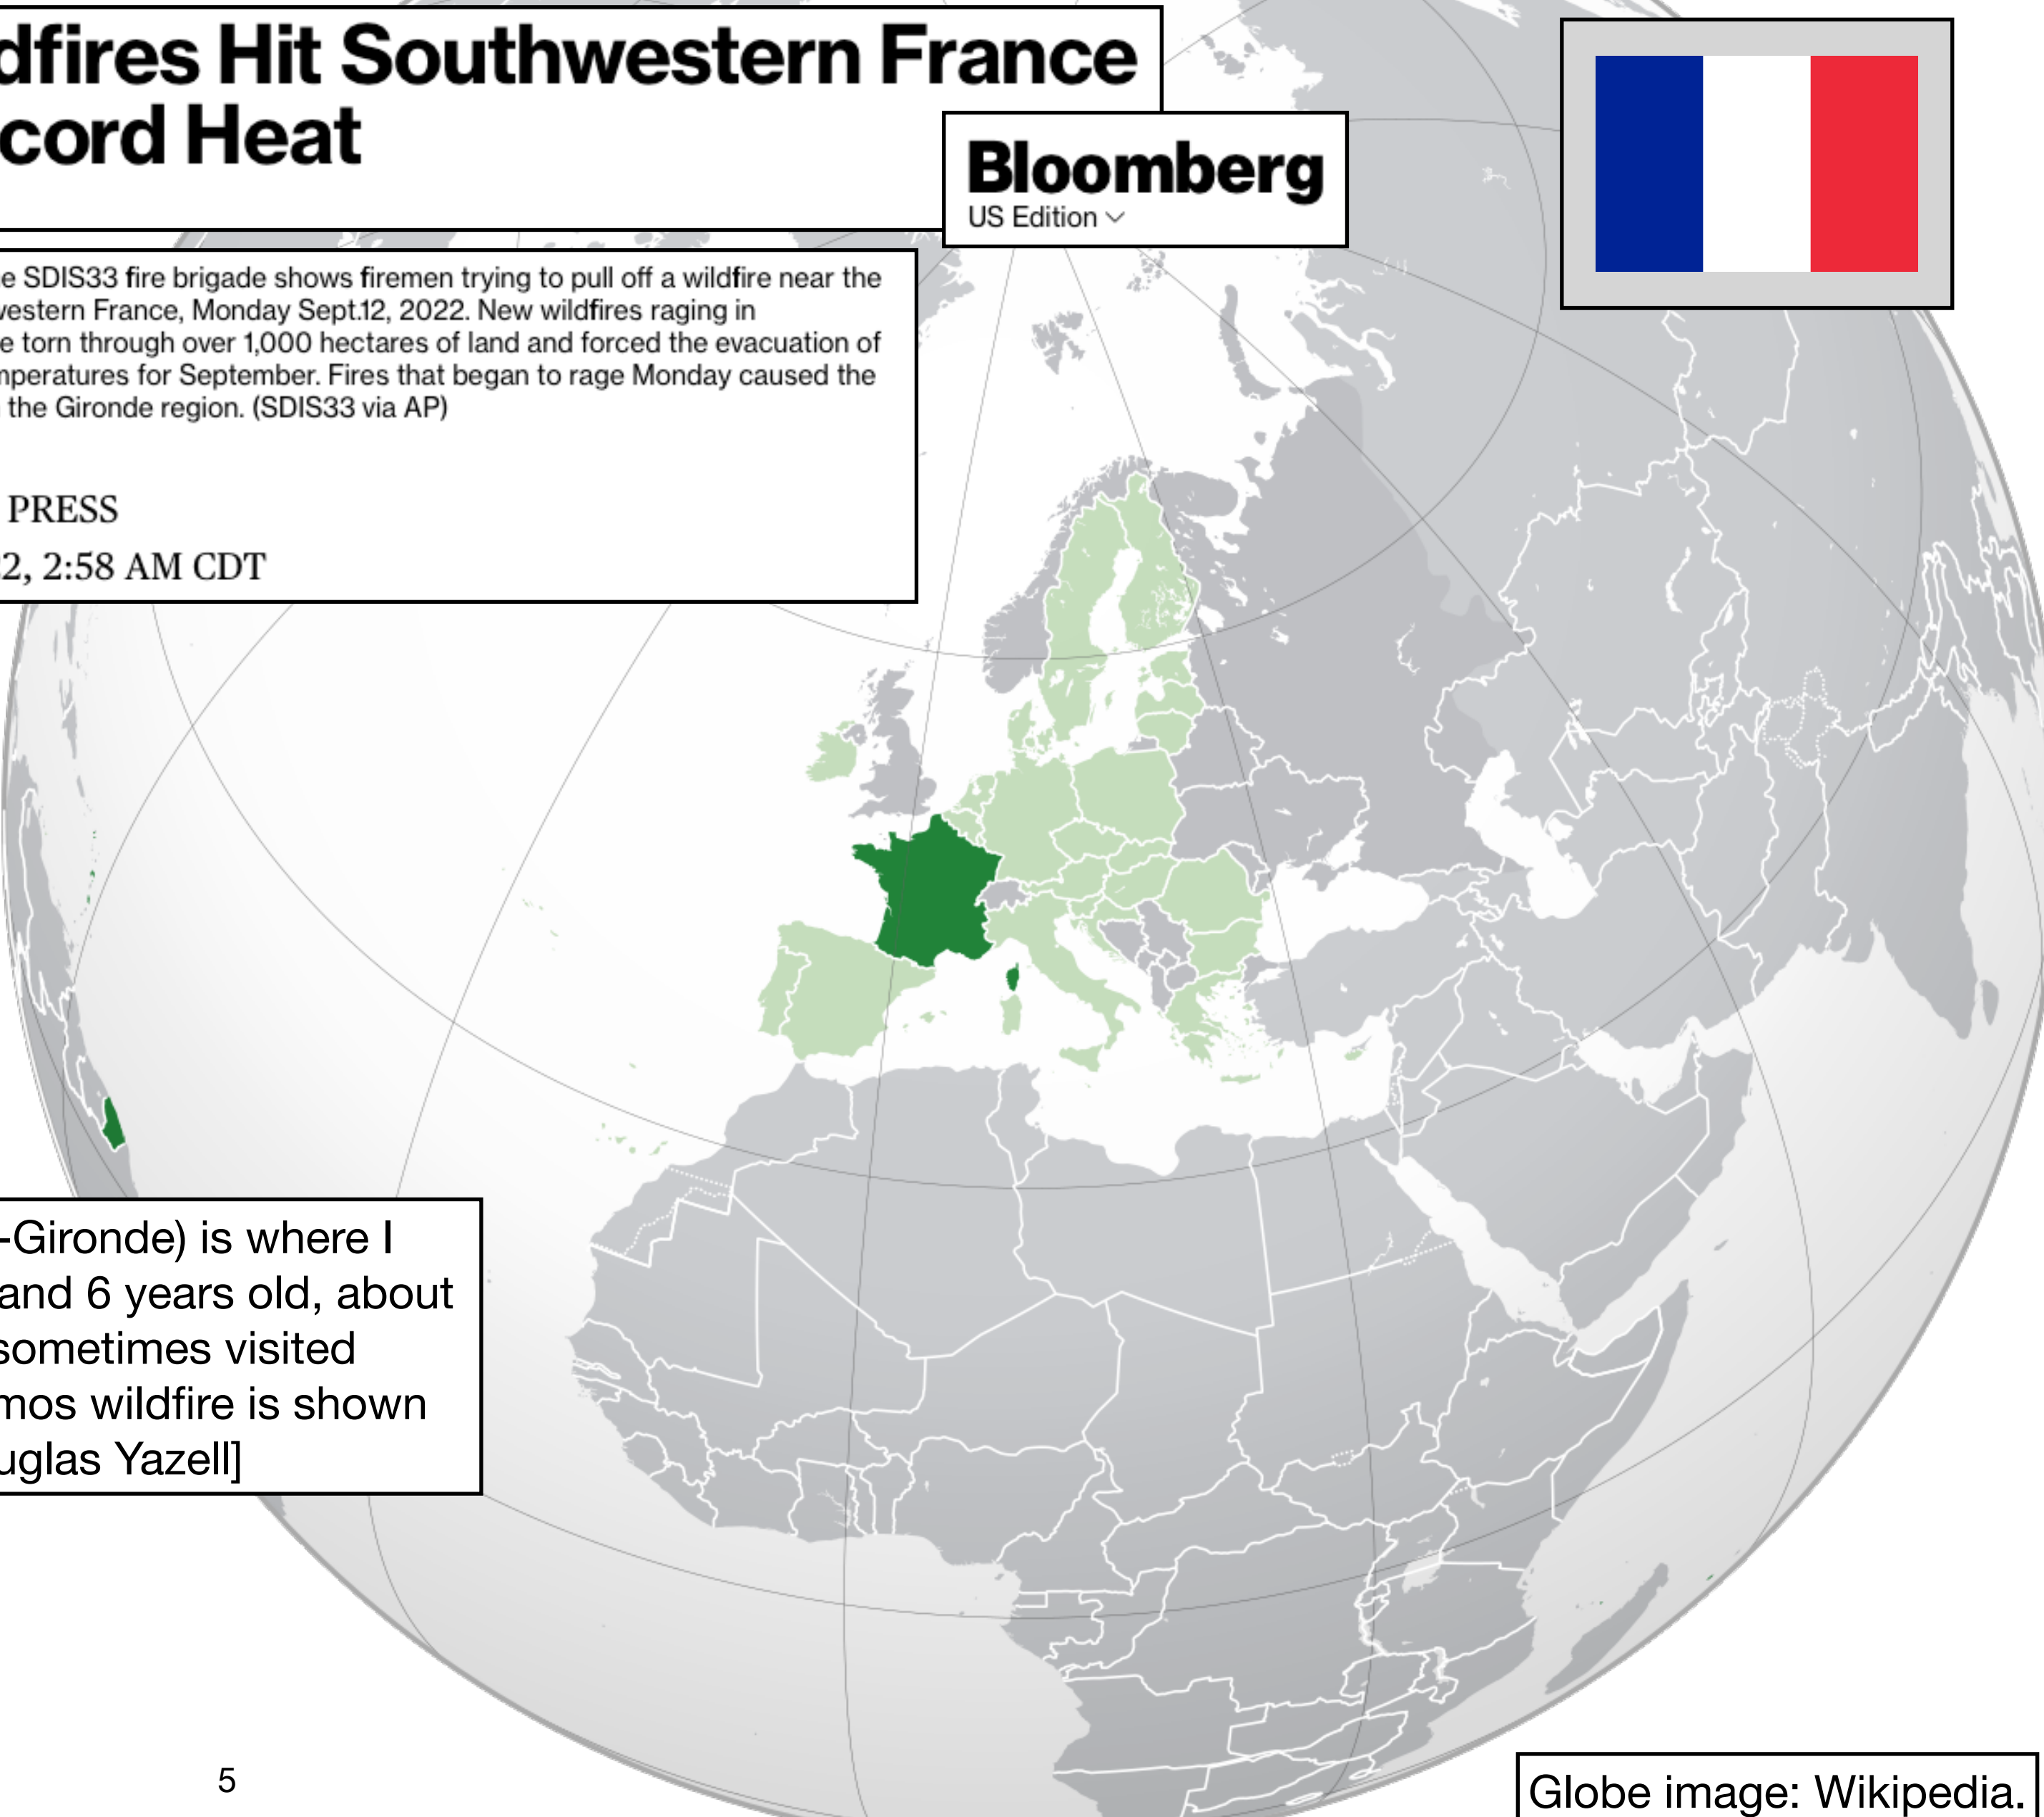 dfires Hit Southwestern France
cord Heat
Bloomberg
US Edition
e SDIS33 fire brigade shows firemen trying to pull off a wildfire near the
western France, Monday Sept.12, 2022. New wildfires raging in
e torn through over 1,000 hectares of land and forced the evacuation of
mperatures for September. Fires that began to rage Monday caused the
the Gironde region. (SDIS33 via AP)
PRESS
2, 2:58 AM CDT
-Gironde) is where I
and 6 years old, about
sometimes visited
mos wildfire is shown
uglas Yazell]
5
Globe image: Wikipedia.